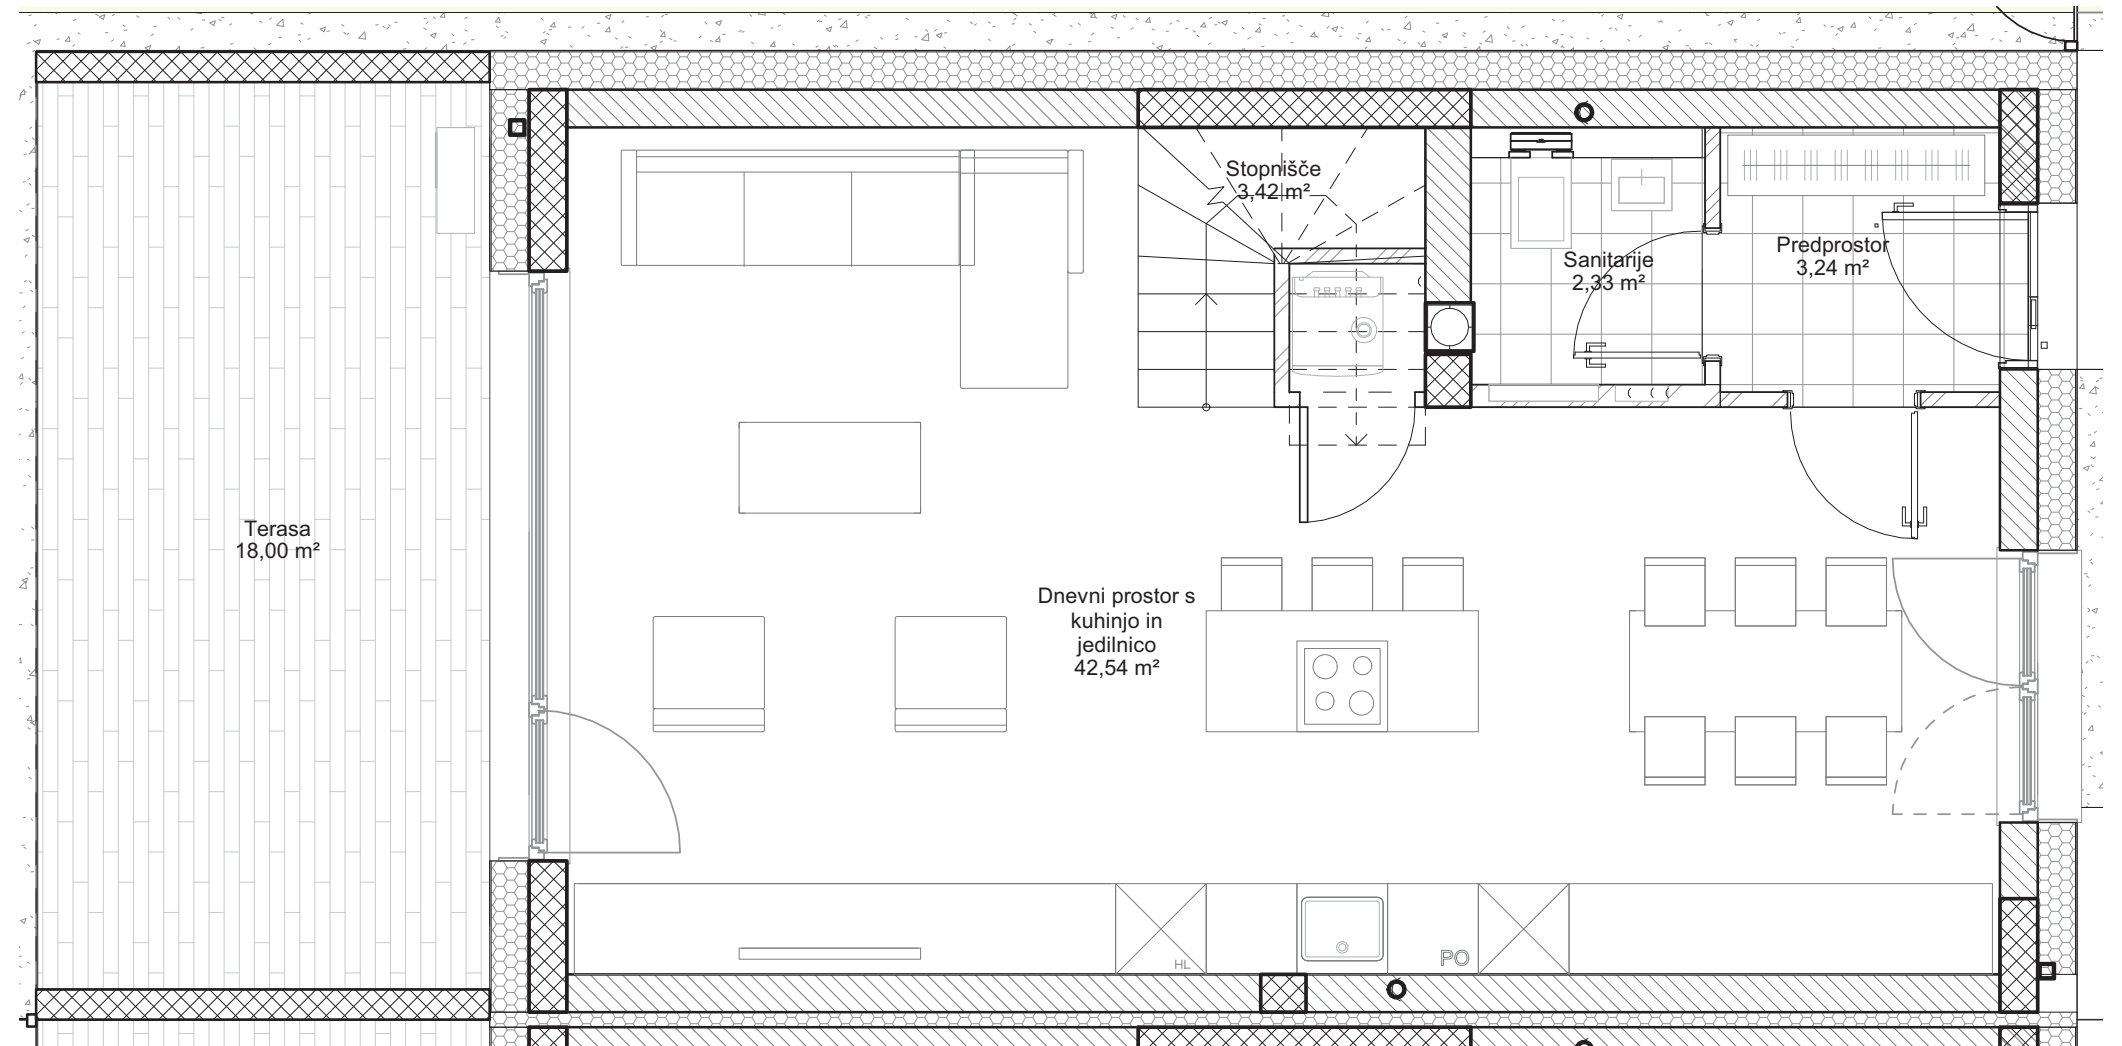 Stopnišče
3,42 m²
Sanitarije
2,33 m²
Predprostor
3,24 m²
Terasa
18,00 m²
Dnevni prostor s
kuhinjo in
jedilnico
42,54 m²
HL
PO